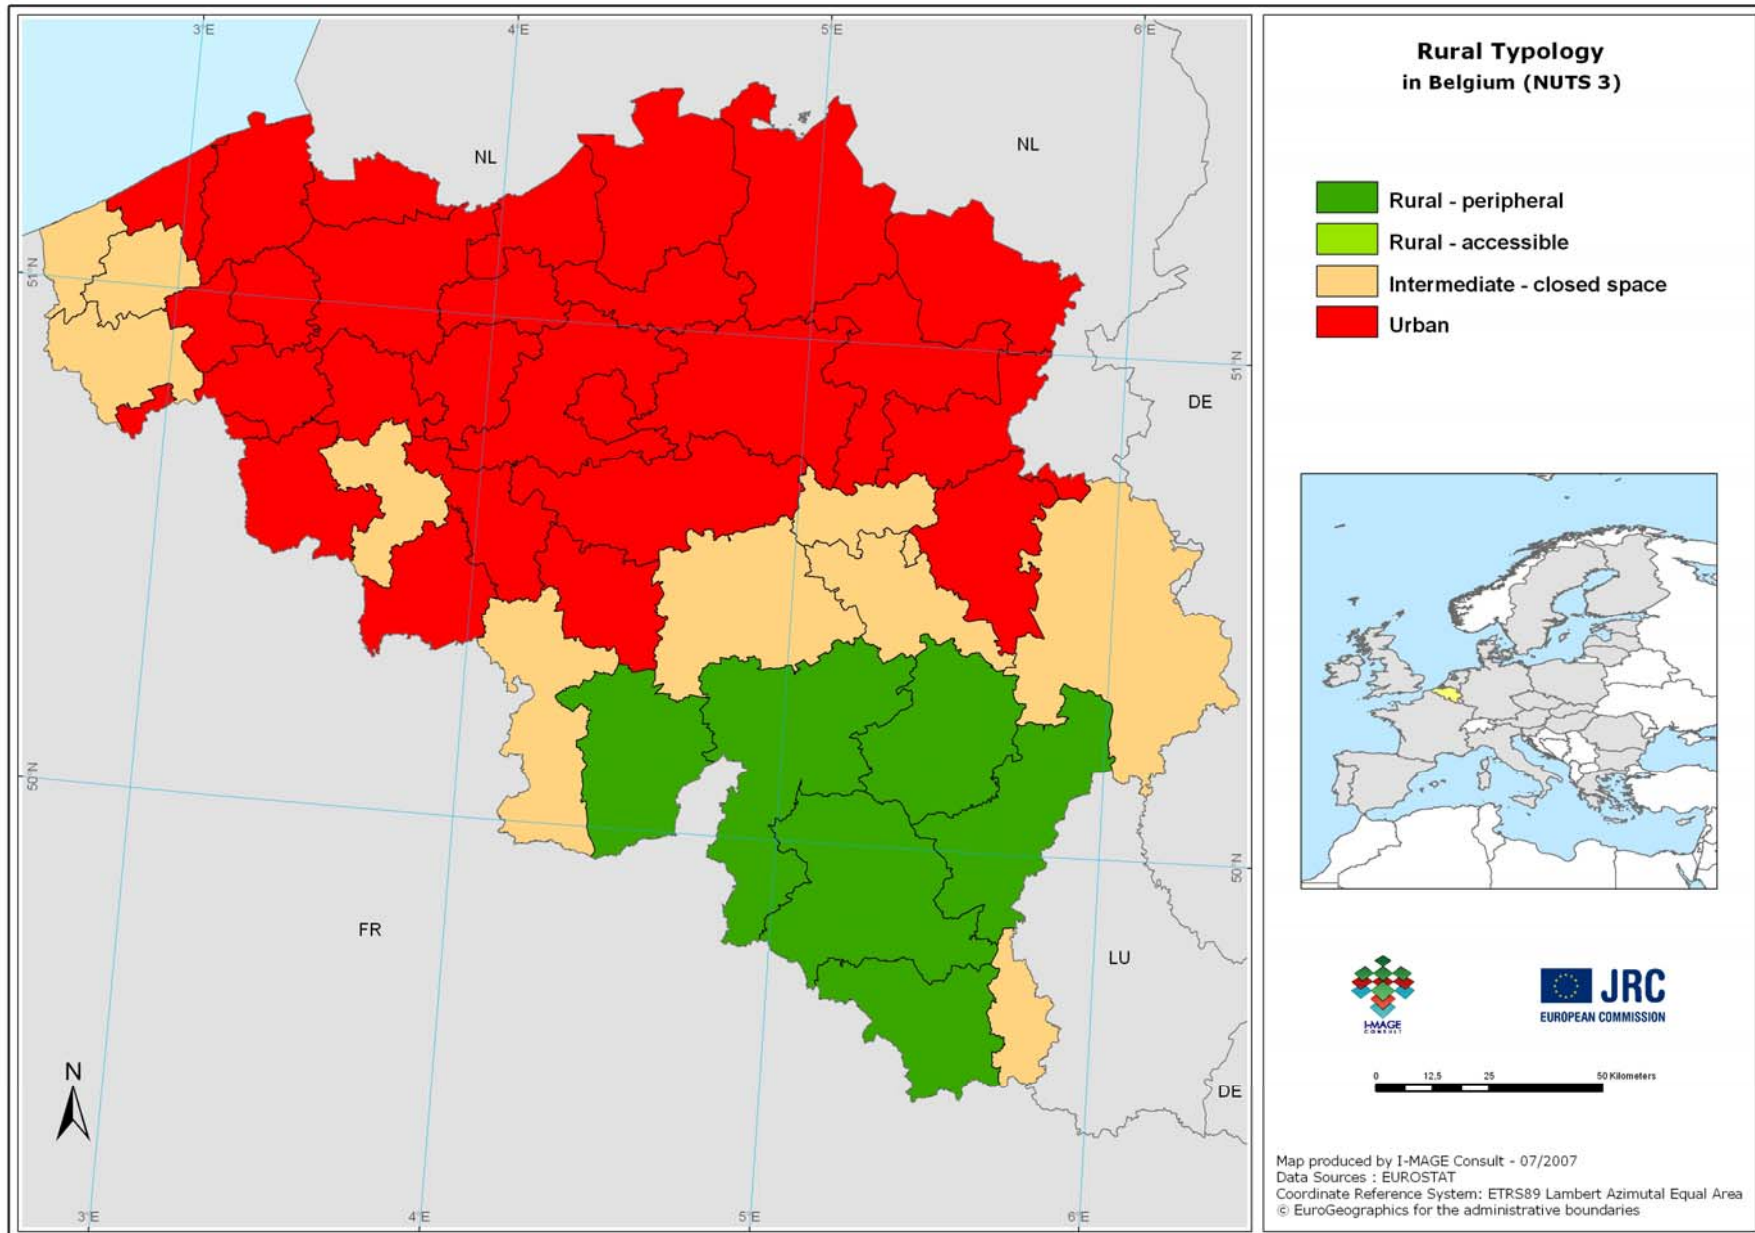 Rural Typology
in Belgium (NUTS 3)
Rural - peripheral
Rural - accessible
Intermediate - closed space
Urban
3°E
4°E
5°E
6°E
NL
NL
51°N
51°N
DE
50°N
50°N
FR
LU
DE
N
3°E
4°E
5°E
6°E
I-MAGE
CONSULT
JRC
EUROPEAN COMMISSION
0 12,5 25 50 Kilometers
Map produced by I-MAGE Consult - 07/2007
Data Sources : EUROSTAT
Coordinate Reference System: ETRS89 Lambert Azimutal Equal Area
© EuroGeographics for the administrative boundaries